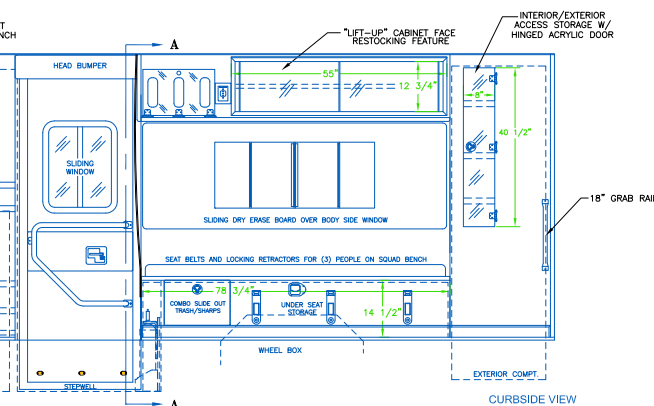 T
NCH
"LIFT-UP" CABINET FACE
RESTOCKING FEATURE
INTERIOR/EXTERIOR
ACCESS STORAGE W/
HINGED ACRYLIC DOOR
A
HEAD BUMPER
55"
12 3/4"
8"
40 1/2"
SLIDING
WINDOW
18" GRAB RAI
SLIDING DRY ERASE BOARD OVER BODY SIDE WINDOW
SEAT BELTS AND LOCKING RETRACTORS FOR (3) PEOPLE ON SQUAD BENCH
78 3/4"
COMBO SLIDE OUT
TRASH/SHARPS
UNDER SEAT
STORAGE
14 1/2"
WHEEL BOX
EXTERIOR COMPT.
STEPWELL
A
CURBSIDE VIEW